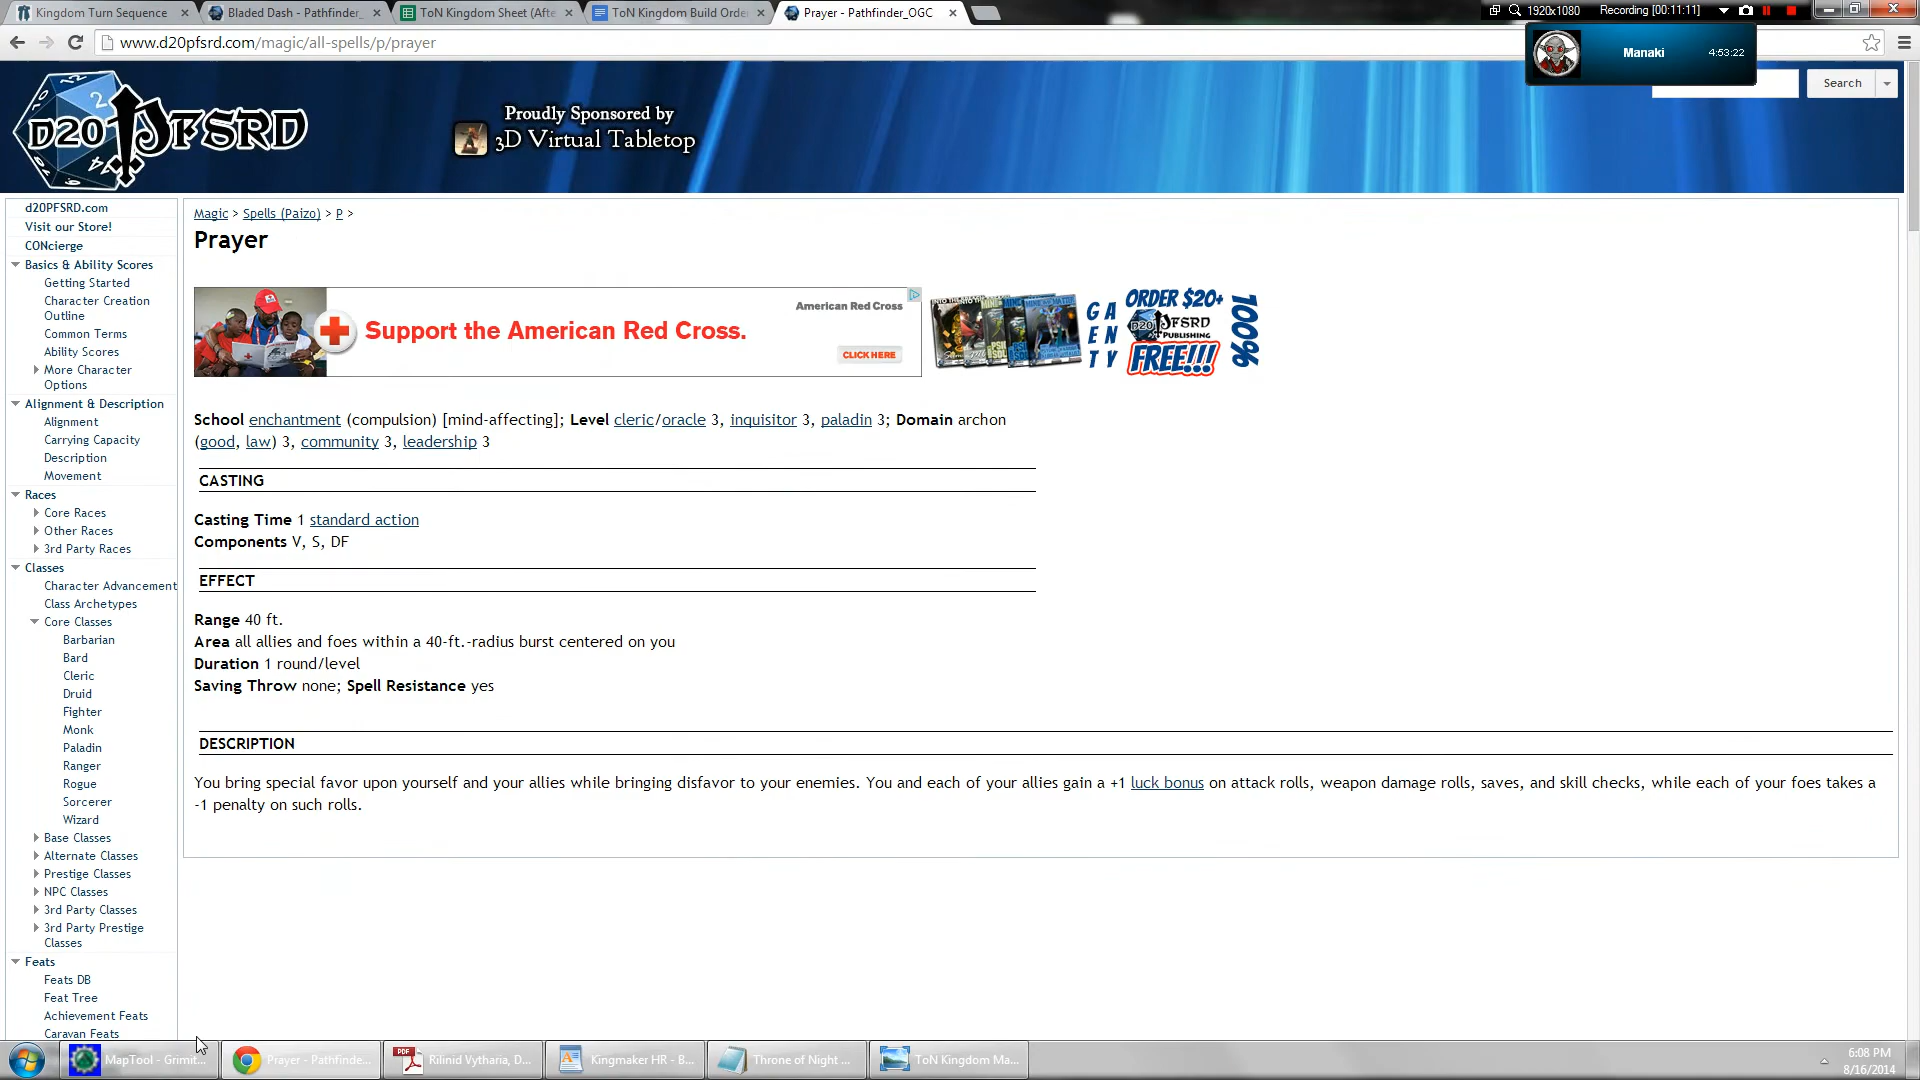 Kingdom Turn Sequence
Bladed Dash - Pathfinder_
ToN Kingdom Sheet (Afte
ToN Kingdom Build Orde
Prayer - Pathfinder_OGC
1920x1080
Recording [00:11:11]
www.d20pfsrd.com/magic/all-spells/p/prayer
Manaki
4:53:22
Search
D20PFSRD
Proudly Sponsored by
3D Virtual Tabletop
d20PFSRD.com
Visit our Store!
CONcierge
Basics & Ability Scores
Getting Started
Character Creation
Outline
Common Terms
Ability Scores
More Character
Options
Alignment & Description
Alignment
Carrying Capacity
Description
Movement
Races
Core Races
Other Races
3rd Party Races
Classes
Character Advancement
Class Archetypes
Core Classes
Barbarian
Bard
Cleric
Druid
Fighter
Monk
Paladin
Ranger
Rogue
Sorcerer
Wizard
Base Classes
Alternate Classes
Prestige Classes
NPC Classes
3rd Party Classes
3rd Party Prestige
Classes
Feats
Feats DB
Feat Tree
Achievement Feats
Caravan Feats
Magic > Spells (Paizo) > P >
Prayer
American Red Cross
Support the American Red Cross.
CLICK HERE
ORDER $20+
GAENTY
D20PFSRD
PUBLISHING
FREE!!!
100%
School enchantment (compulsion) [mind-affecting]; Level cleric/oracle 3, inquisitor 3, paladin 3; Domain archon
(good, law) 3, community 3, leadership 3
CASTING
Casting Time 1 standard action
Components V, S, DF
EFFECT
Range 40 ft.
Area all allies and foes within a 40-ft.-radius burst centered on you
Duration 1 round/level
Saving Throw none; Spell Resistance yes
DESCRIPTION
You bring special favor upon yourself and your allies while bringing disfavor to your enemies. You and each of your allies gain a +1 luck bonus on attack rolls, weapon damage rolls, saves, and skill checks, while each of your foes takes a
-1 penalty on such rolls.
MapTool - Grimit...
Prayer - Pathfinde...
Rilinid Vytharia, D...
Kingmaker HR - B...
Throne of Night ...
ToN Kingdom Ma...
6:08 PM
8/16/2014